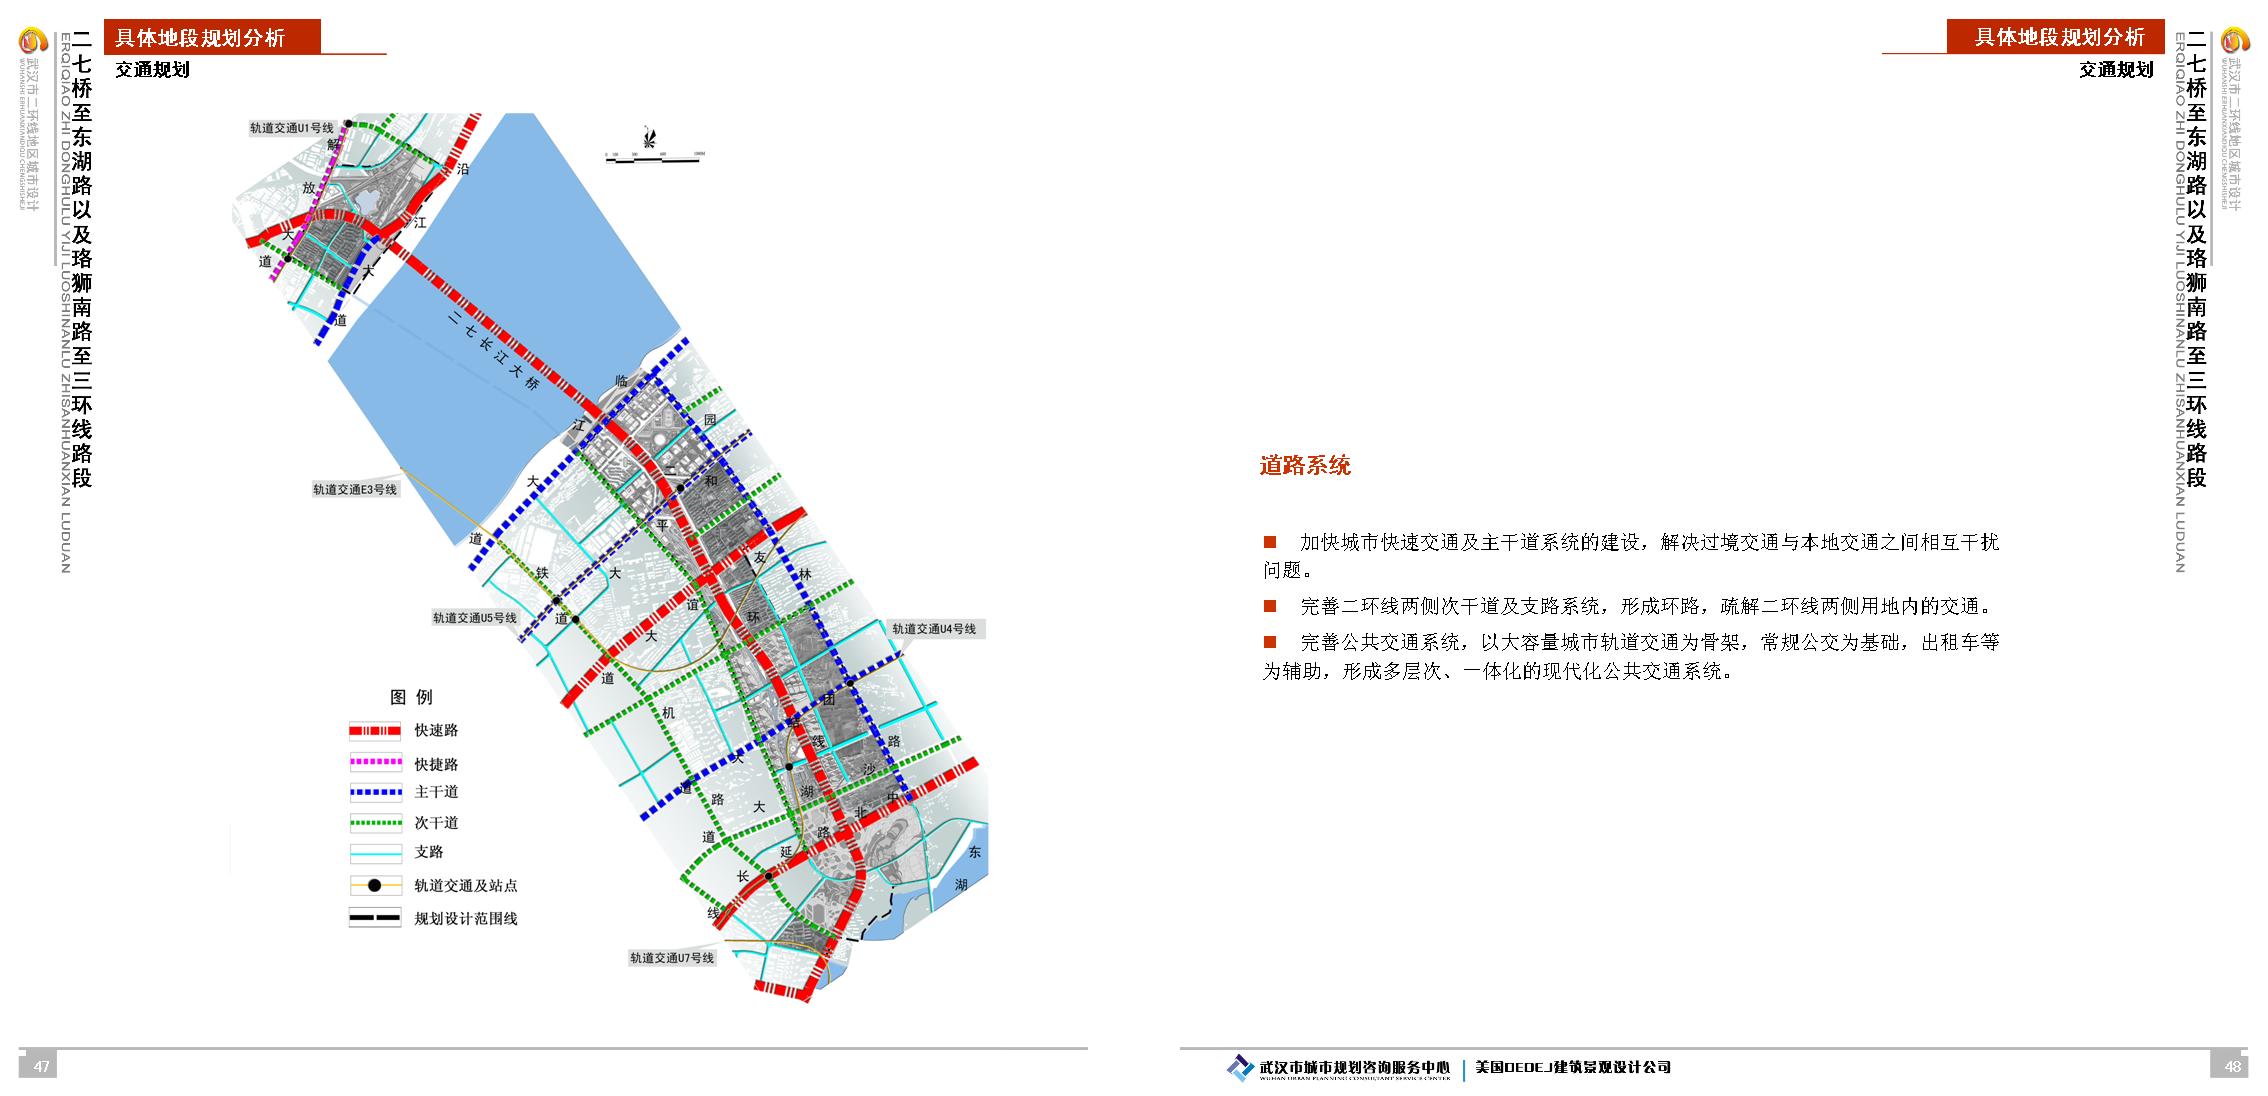 具体地段规划分析
交通规划
二七桥至东湖路以及珞狮南路至三环线路段
ERQIQIAO ZHI DONGHULU YIJI LUOSHINANLU ZHISANHUANXIAN LUDUAN
武汉市二环线地区城市设计
WUHANSHI ERHUANXIANDIQU CHENGSHISHEJI
轨道交通U1号线
解
放
大
道
沿
江
大
道
二七长江大桥
临
江
大
道
园
二
和
平
轨道交通E3号线
铁
大
友
林
谊
环
道
轨道交通U5号线
大
轨道交通U4号线
道
机
团
结
线
路
大
沙
道
路
大
湖
中
北
道
路
延
东
长
湖
线
轨道交通U7号线
图 例
快速路
快捷路
主干道
次干道
支路
轨道交通及站点
规划设计范围线
47
具体地段规划分析
交通规划
二七桥至东湖路以及珞狮南路至三环线路段
ERQIQIAO ZHI DONGHULU YIJI LUOSHINANLU ZHISANHUANXIAN LUDUAN
武汉市二环线地区城市设计
WUHANSHI ERHUANXIANDIQU CHENGSHISHEJI
道路系统
■ 加快城市快速交通及主干道系统的建设，解决过境交通与本地交通之间相互干扰
问题。
■ 完善二环线两侧次干道及支路系统，形成环路，疏解二环线两侧用地内的交通。
■ 完善公共交通系统，以大容量城市轨道交通为骨架，常规公交为基础，出租车等
为辅助，形成多层次、一体化的现代化公共交通系统。
武汉市城市规划咨询服务中心
WUHAN URBAN PLANNING CONSULTANT SERVICE CENTER
美国DEDEJ建筑景观设计公司
48